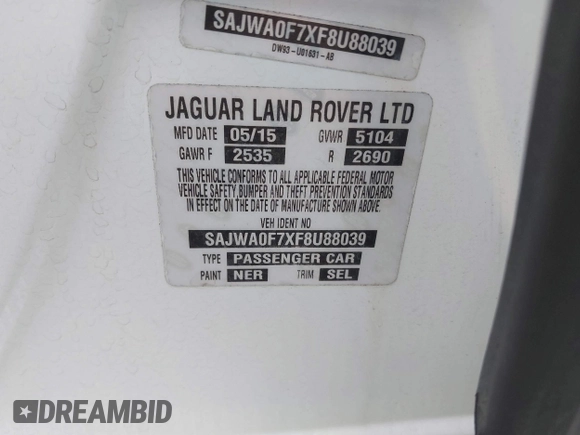 SAJWA0F7XF8U88039
DW93-U01631-AB
JAGUAR LAND ROVER LTD
MFD DATE 05/15 GVWR 5104
GAWR F 2535 R 2690
THIS VEHICLE CONFORMS TO ALL APPLICABLE FEDERAL MOTOR
VEHICLE SAFETY, BUMPER AND THEFT PREVENTION STANDARDS
IN EFFECT ON THE DATE OF MANUFACTURE SHOWN ABOVE.
VEH IDENT NO
SAJWA0F7XF8U88039
TYPE PASSENGER CAR
PAINT NER TRIM SEL
DREAMBID